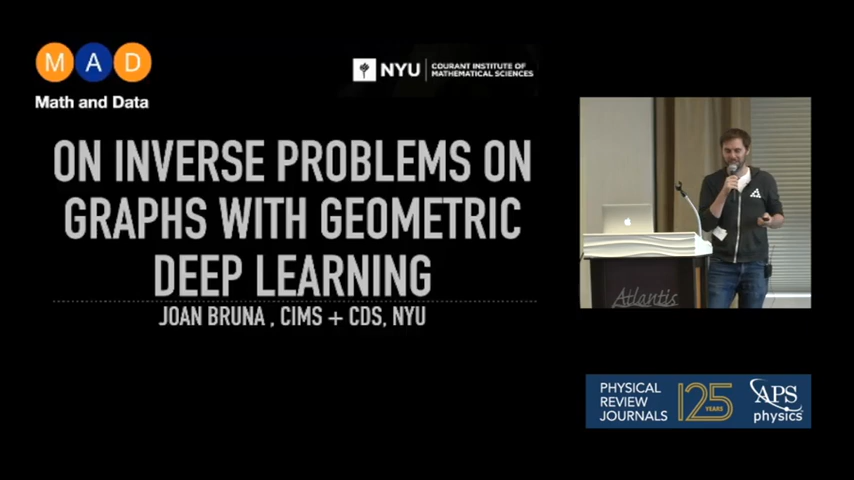 MAD
Math and Data
NYU
COURANT INSTITUTE OF
MATHEMATICAL SCIENCES
ON INVERSE PROBLEMS ON
GRAPHS WITH GEOMETRIC
DEEP LEARNING
JOAN BRUNA , CIMS + CDS, NYU
Atlantis
PHYSICAL
REVIEW
JOURNALS
125
YEARS
APS
physics